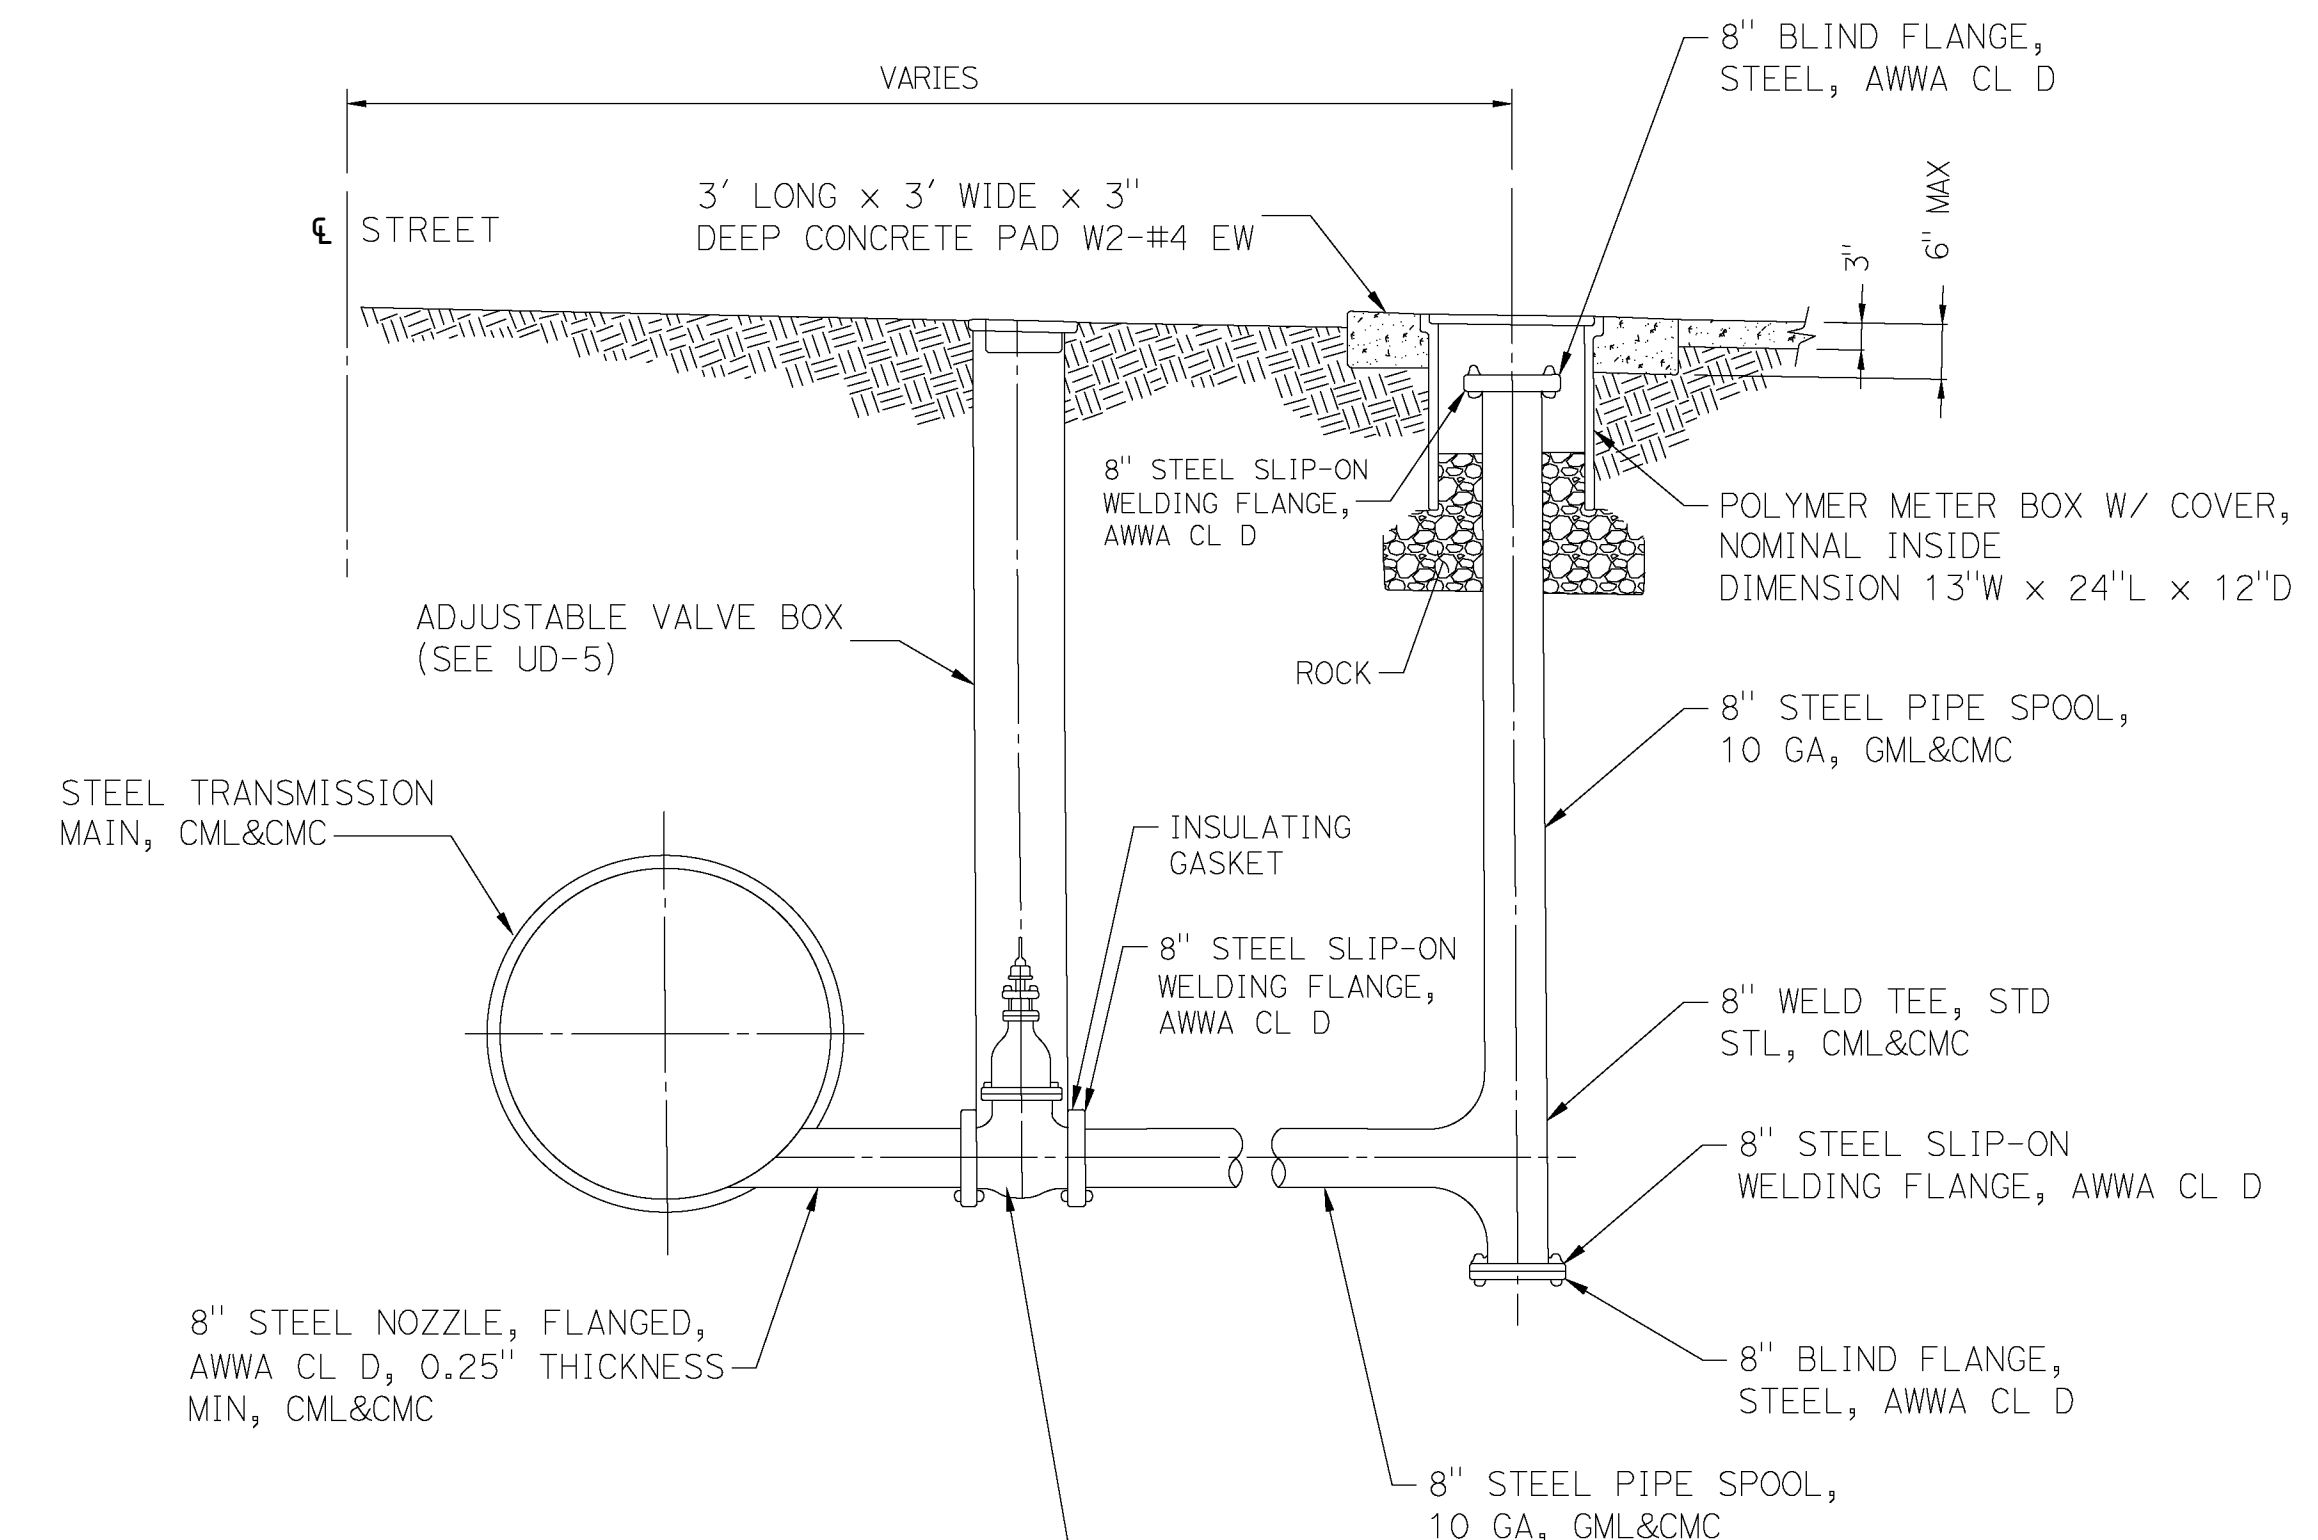 8" BLIND FLANGE,
STEEL, AWWA CL D
VARIES
3' LONG x 3' WIDE x 3"
DEEP CONCRETE PAD W2-#4 EW
℄ STREET
3"
6" MAX
8" STEEL SLIP-ON
WELDING FLANGE,
AWWA CL D
POLYMER METER BOX W/ COVER,
NOMINAL INSIDE
DIMENSION 13"W x 24"L x 12"D
ADJUSTABLE VALVE BOX
(SEE UD-5)
ROCK
8" STEEL PIPE SPOOL,
10 GA, GML&CMC
STEEL TRANSMISSION
MAIN, CML&CMC
INSULATING
GASKET
8" STEEL SLIP-ON
WELDING FLANGE,
AWWA CL D
8" WELD TEE, STD
STL, CML&CMC
8" STEEL SLIP-ON
WELDING FLANGE, AWWA CL D
8" STEEL NOZZLE, FLANGED,
AWWA CL D, 0.25" THICKNESS
MIN, CML&CMC
8" BLIND FLANGE,
STEEL, AWWA CL D
8" STEEL PIPE SPOOL,
10 GA, GML&CMC